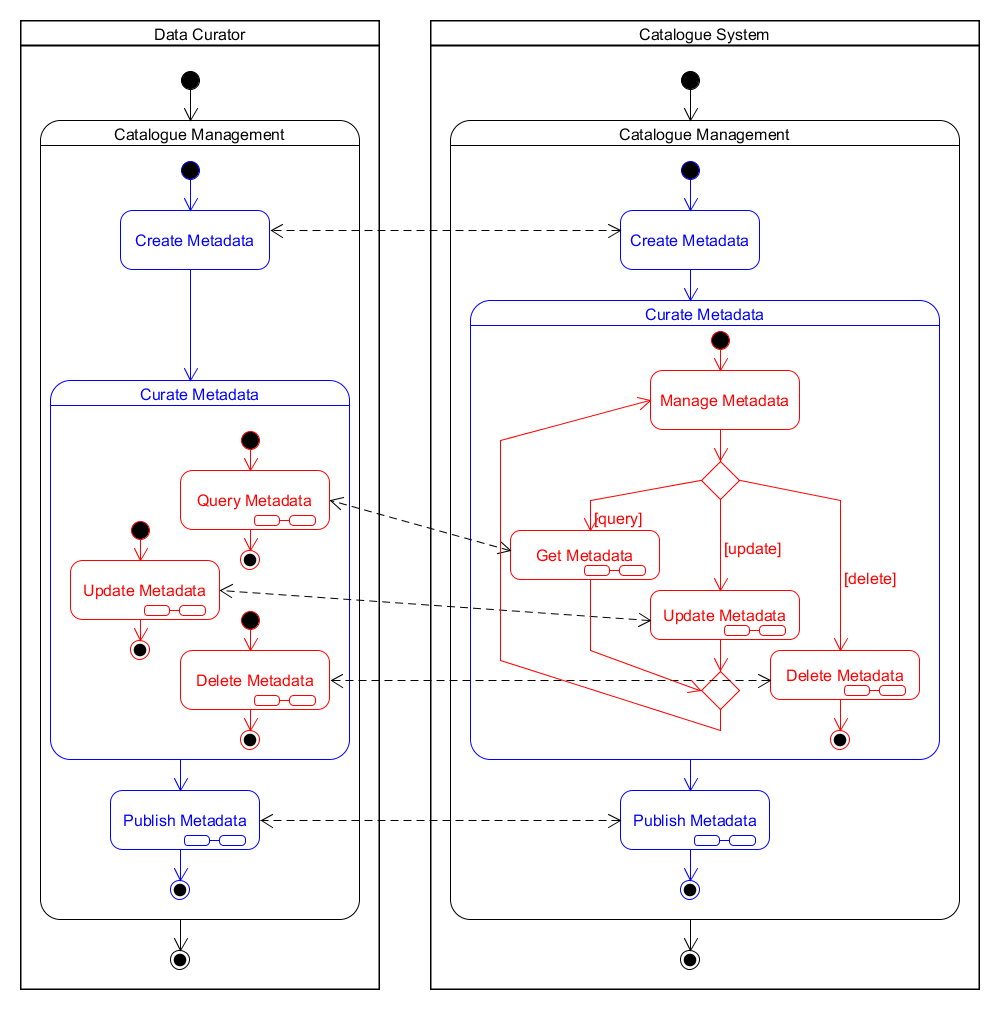 Data Curator
Catalogue Management
Create Metadata
Curate Metadata
Query Metadata
Update Metadata
Delete Metadata
Publish Metadata
Catalogue System
Catalogue Management
Create Metadata
Curate Metadata
Manage Metadata
[query]
Get Metadata
[update]
[delete]
Update Metadata
Delete Metadata
Publish Metadata